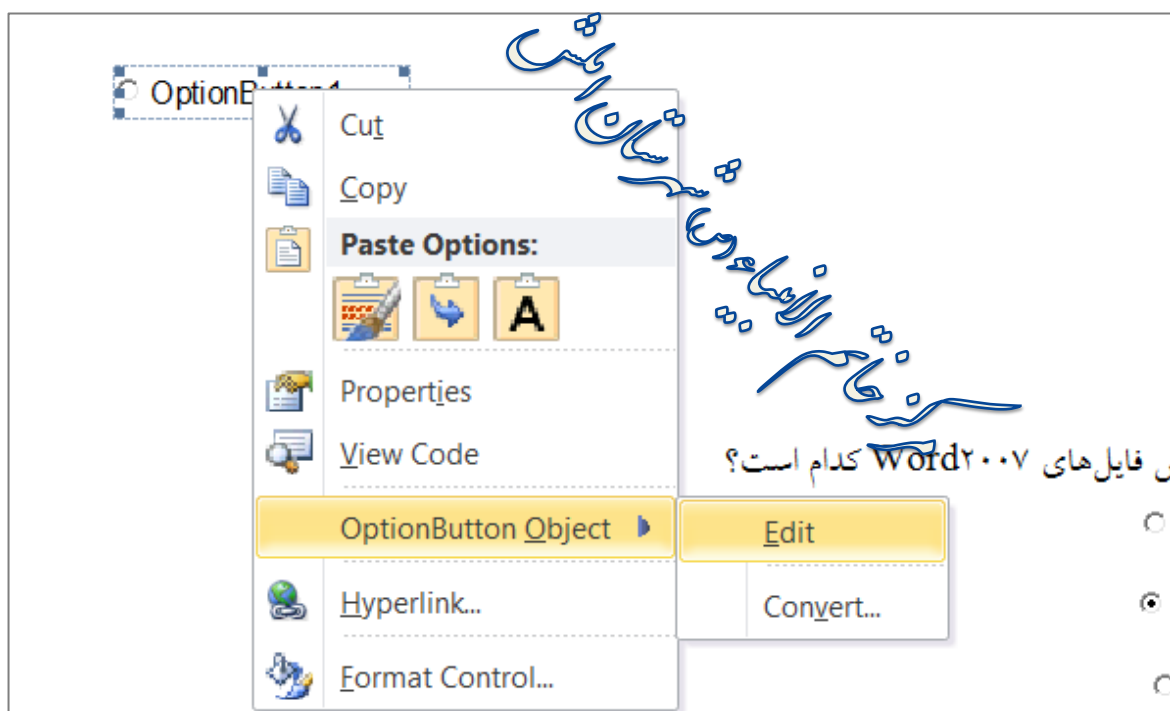 OptionButton1
Cut
Copy
Paste Options:
A
Properties
View Code
OptionButton Object
Edit
Convert...
Hyperlink...
Format Control...
فایل‌های Word۲۰۰۷ کدام است؟